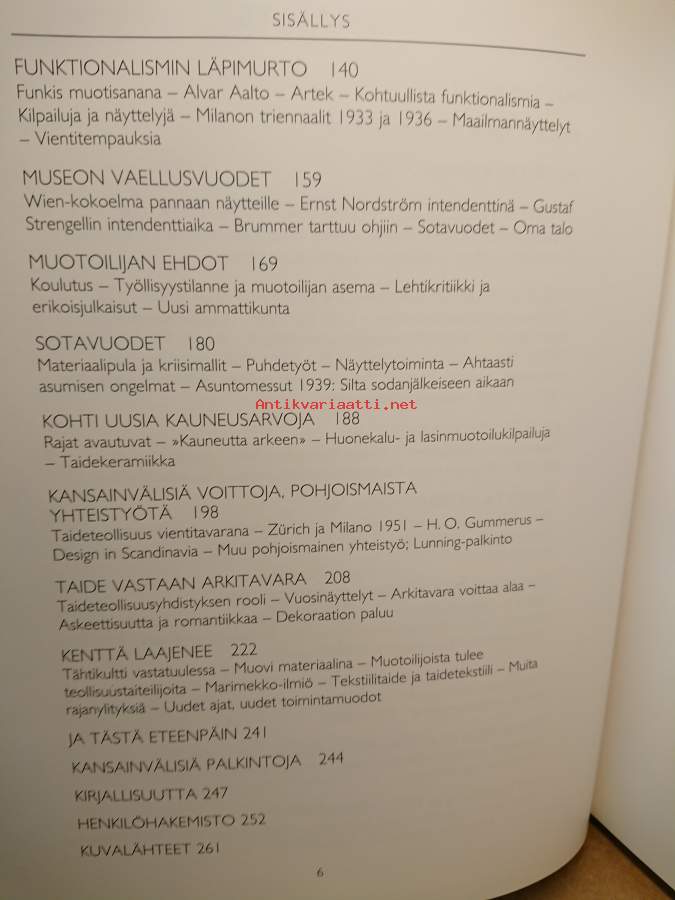 SISÄLLYS
FUNKTIONALISMIN LÄPIMURTO 140
Funkis muotisanana – Alvar Aalto – Artek – Kohtuullista funktionalismia –
Kilpailuja ja näyttelyjä – Milanon triennaalit 1933 ja 1936 – Maailmannäyttelyt
– Vientitempauksia
MUSEON VAELLUSVUODET 159
Wien-kokoelma pannaan näytteille – Ernst Nordström intendenttinä – Gustaf
Strengellin intendenttiaika – Brummer tarttuu ohjiin – Sotavuodet – Oma talo
MUOTOILIJAN EHDOT 169
Koulutus – Työllisyystilanne ja muotoilijan asema – Lehtikritiikki ja
erikoisjulkaisut – Uusi ammattikunta
SOTAVUODET 180
Materiaalipula ja kriisimallit – Puhdetyöt – Näyttelytoiminta – Ahtaasti
asumisen ongelmat – Asuntomessut 1939: Silta sodanjälkeiseen aikaan
Antikvariaatti.net
KOHTI UUSIA KAUNEUSARVOJA 188
Rajat avautuvat – »Kauneutta arkeen» – Huonekalu- ja lasinmuotoilukilpailuja
– Taidekeramiikka
KANSAINVÄLISIÄ VOITTOJA, POHJOISMAISTA
YHTEISTYÖTÄ 198
Taideteollisuus vientitavarana – Zürich ja Milano 1951 – H. O. Gummerus –
Design in Scandinavia – Muu pohjoismainen yhteistyö; Lunning-palkinto
TAIDE VASTAAN ARKITAVARA 208
Taideteollisuusyhdistyksen rooli – Vuosinäyttelyt – Arkitavara voittaa alaa –
Askeettisuutta ja romantiikkaa – Dekoraation paluu
KENTTÄ LAAJENEE 222
Tähtikultti vastatuulessa – Muovi materiaalina – Muotoilijoista tulee
teollisuustaiteilijoita – Marimekko-ilmiö – Tekstiilitaide ja taidetekstiili – Muita
rajanylityksiä – Uudet ajat, uudet toimintamuodot
JA TÄSTÄ ETEENPÄIN 241
KANSAINVÄLISIÄ PALKINTOJA 244
KIRJALLISUUTTA 247
HENKILÖHAKEMISTO 252
KUVALÄHTEET 261
6